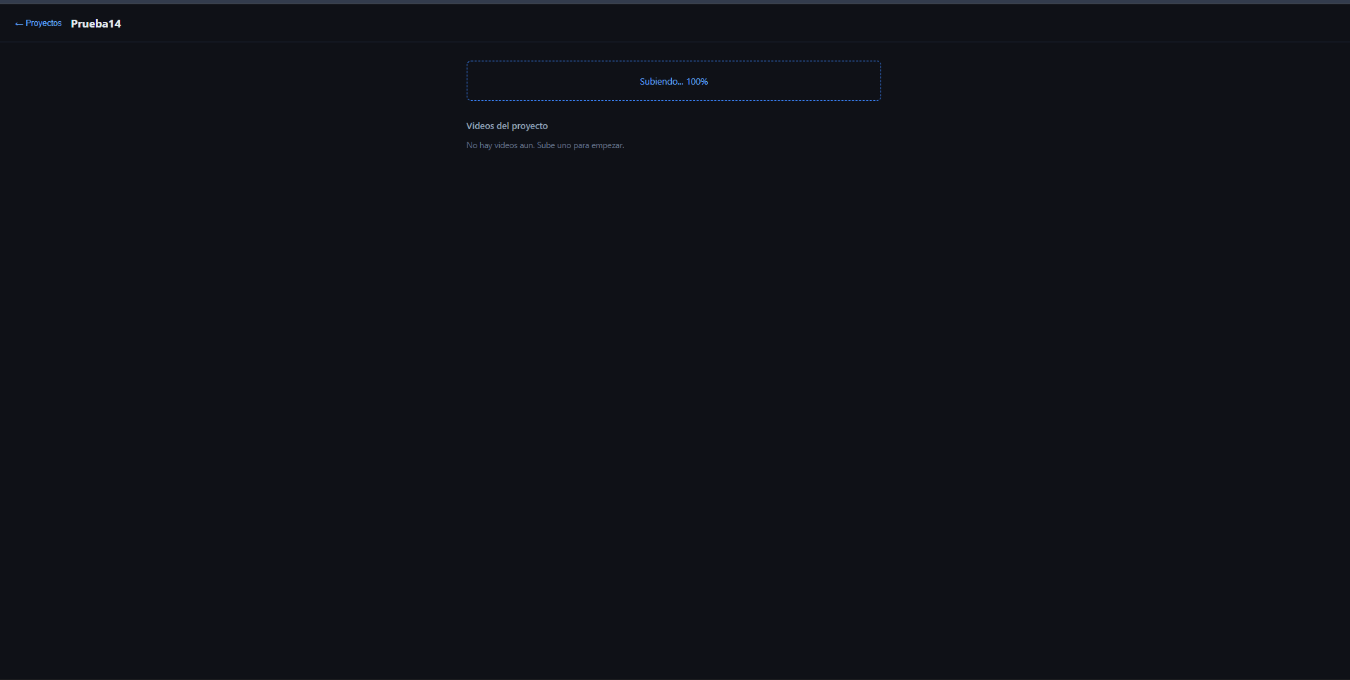 ← Proyectos Prueba14
Subiendo... 100%
Videos del proyecto
No hay videos aun. Sube uno para empezar.